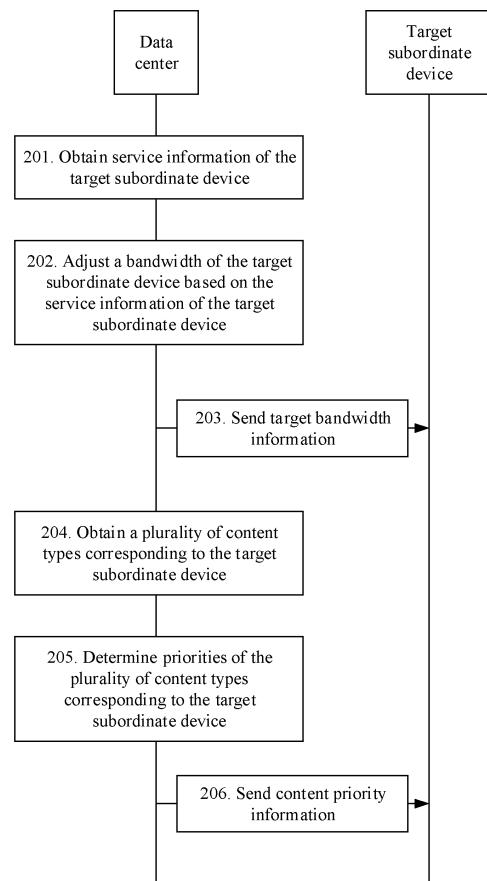 Data
center
Target
subordinate
device
201. Obtain service information of the
target subordinate device
202. Adjust a bandwidth of the target
subordinate device based on the
service information of the target
subordinate device
203. Send target bandwidth
information
204. Obtain a plurality of content
types corresponding to the target
subordinate device
205. Determine priorities of the
plurality of content types
corresponding to the target
subordinate device
206. Send content priority
information